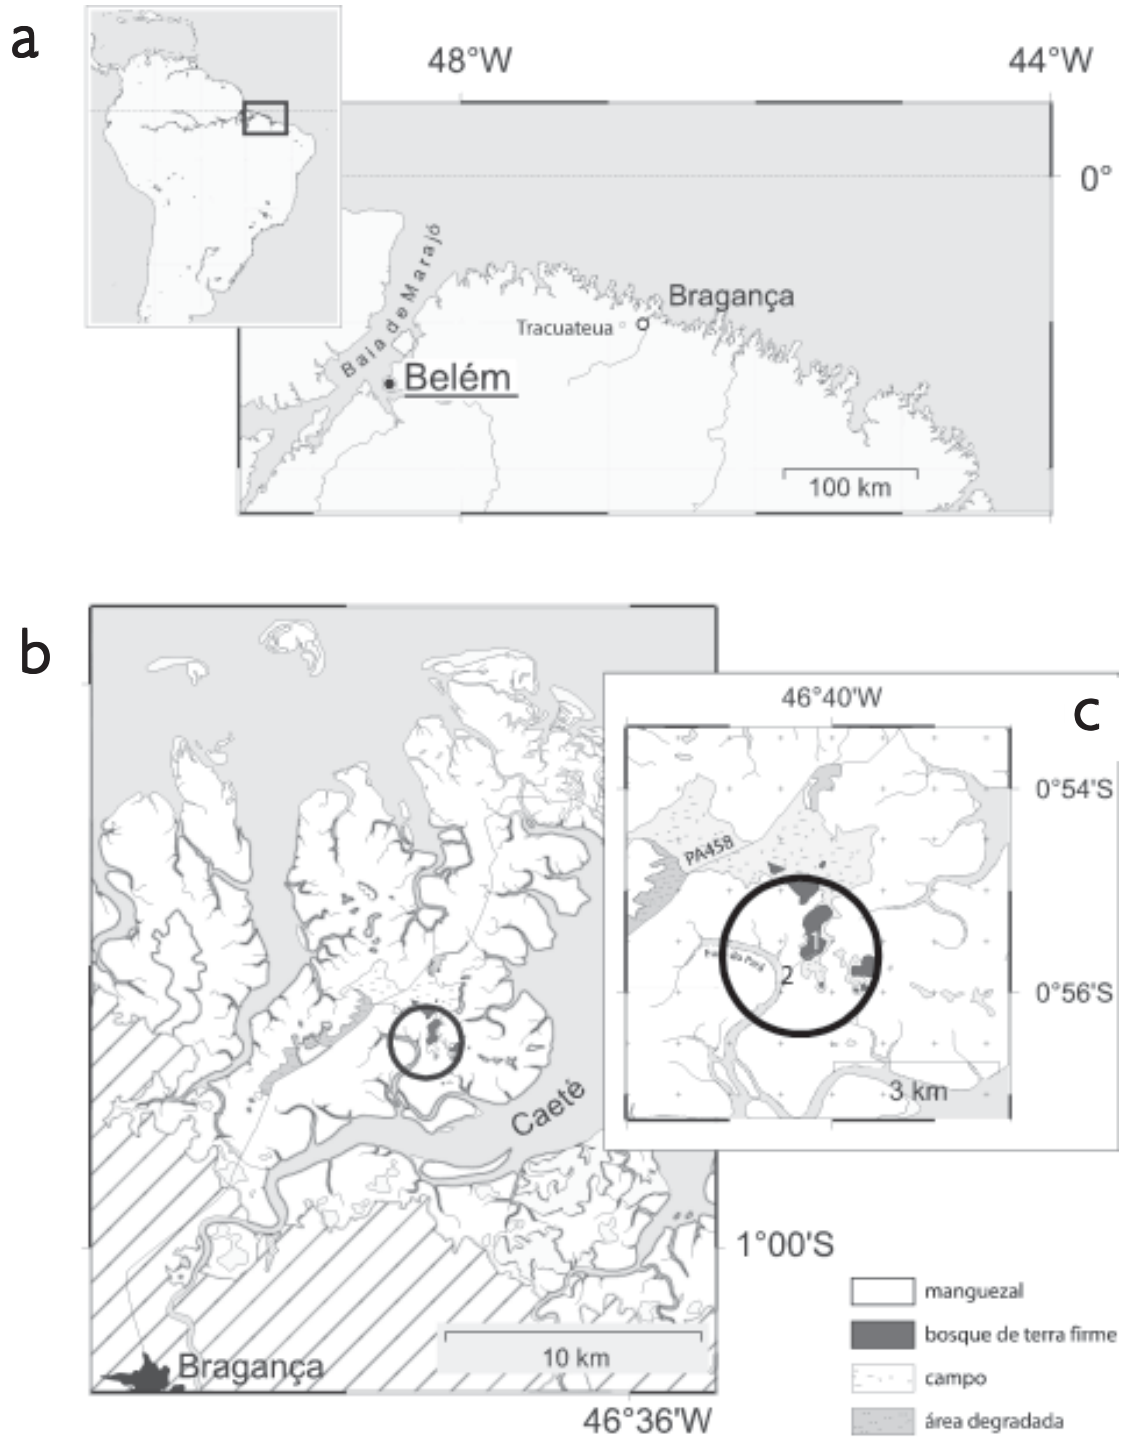 a
48°W
44°W
0°
Baia de Marajó
Bragança
Tracuateua
Belém
100 km
b
c
46°40'W
0°54'S
PA458
1
2
0°56'S
3 km
Caeté
1°00'S
manguezal
bosque de terra firme
campo
área degradada
10 km
Bragança
46°36'W